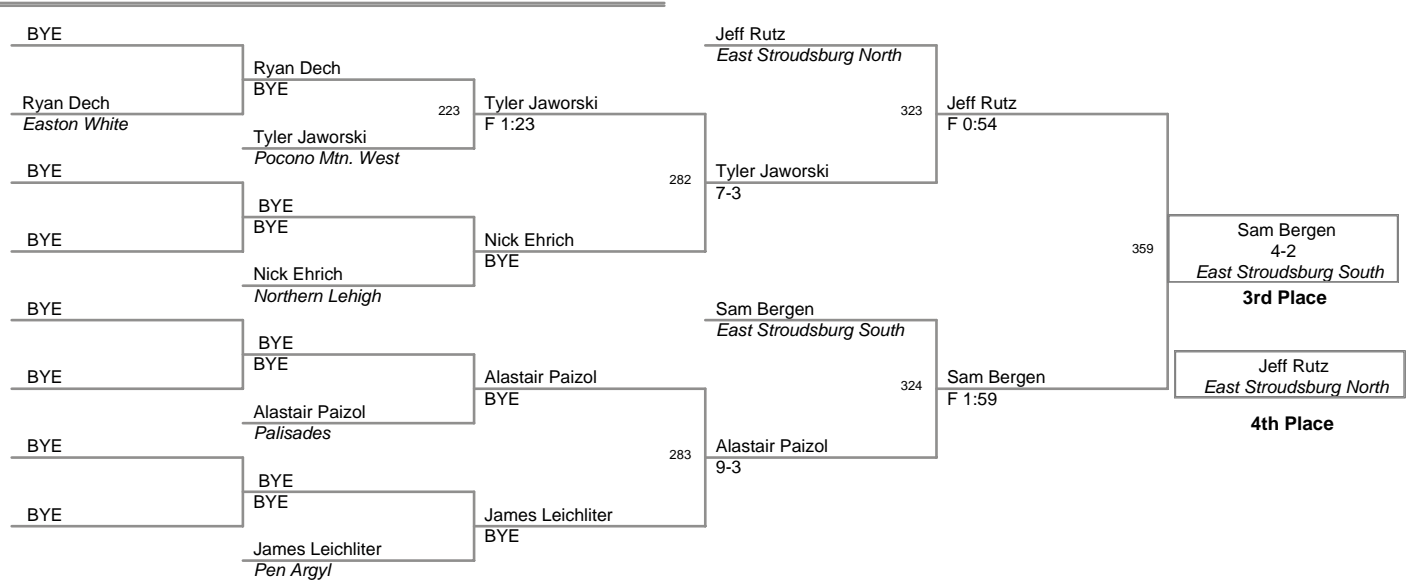 BYE
Ryan Dech
Easton White
BYE
BYE
BYE
BYE
BYE
BYE
Ryan Dech
BYE
Tyler Jaworski
Pocono Mtn. West
BYE
BYE
Nick Ehrich
Northern Lehigh
BYE
BYE
Alastair Paizol
Palisades
BYE
BYE
James Leichliter
Pen Argyl
223
Tyler Jaworski
F 1:23
Nick Ehrich
BYE
Alastair Paizol
BYE
James Leichliter
BYE
282
283
Jeff Rutz
East Stroudsburg North
Tyler Jaworski
7-3
Sam Bergen
East Stroudsburg South
Alastair Paizol
9-3
323
324
Jeff Rutz
F 0:54
Sam Bergen
F 1:59
359
Sam Bergen
4-2
East Stroudsburg South
3rd Place
Jeff Rutz
East Stroudsburg North
4th Place